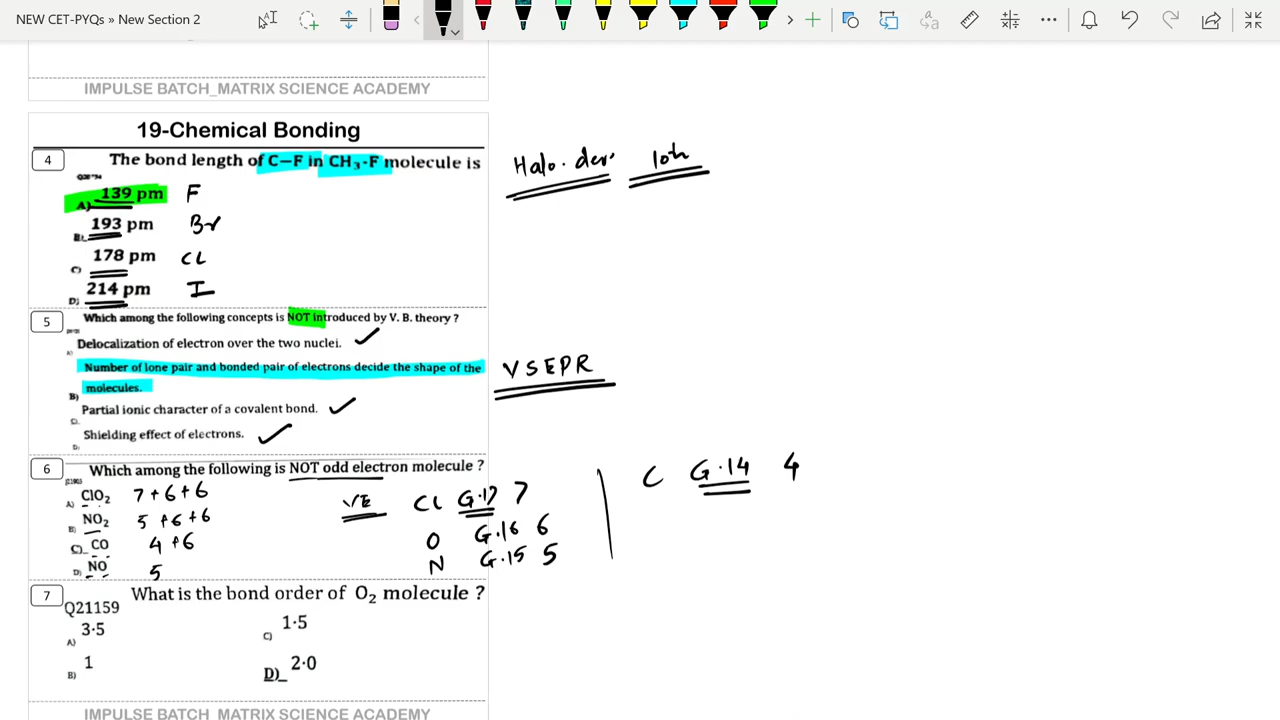 NEW CET-PYQs » New Section 2
IMPULSE BATCH_MATRIX SCIENCE ACADEMY
19-Chemical Bonding
4 The bond length of C–F in CH₃-F molecule is
A) 139 pm F
B) 193 pm Br
C) 178 pm CL
D) 214 pm I
Halo. der. 10th
5 Which among the following concepts is NOT introduced by V. B. theory ?
A) Delocalization of electron over the two nuclei.
Number of lone pair and bonded pair of electrons decide the shape of the
B) molecules.
VSEPR
C) Partial ionic character of a covalent bond.
D) Shielding effect of electrons.
6 Which among the following is NOT odd electron molecule ?
A) ClO₂ 7+6+6
B) NO₂ 5+6+6
C) CO 4+6
D) NO 5
VE CL G.17 7
O G.16 6
N G.15 5
C G.14 4
7 What is the bond order of O₂ molecule ?
Q21159
A) 3·5
C) 1·5
B) 1
D) 2·0
IMPULSE BATCH_MATRIX SCIENCE ACADEMY